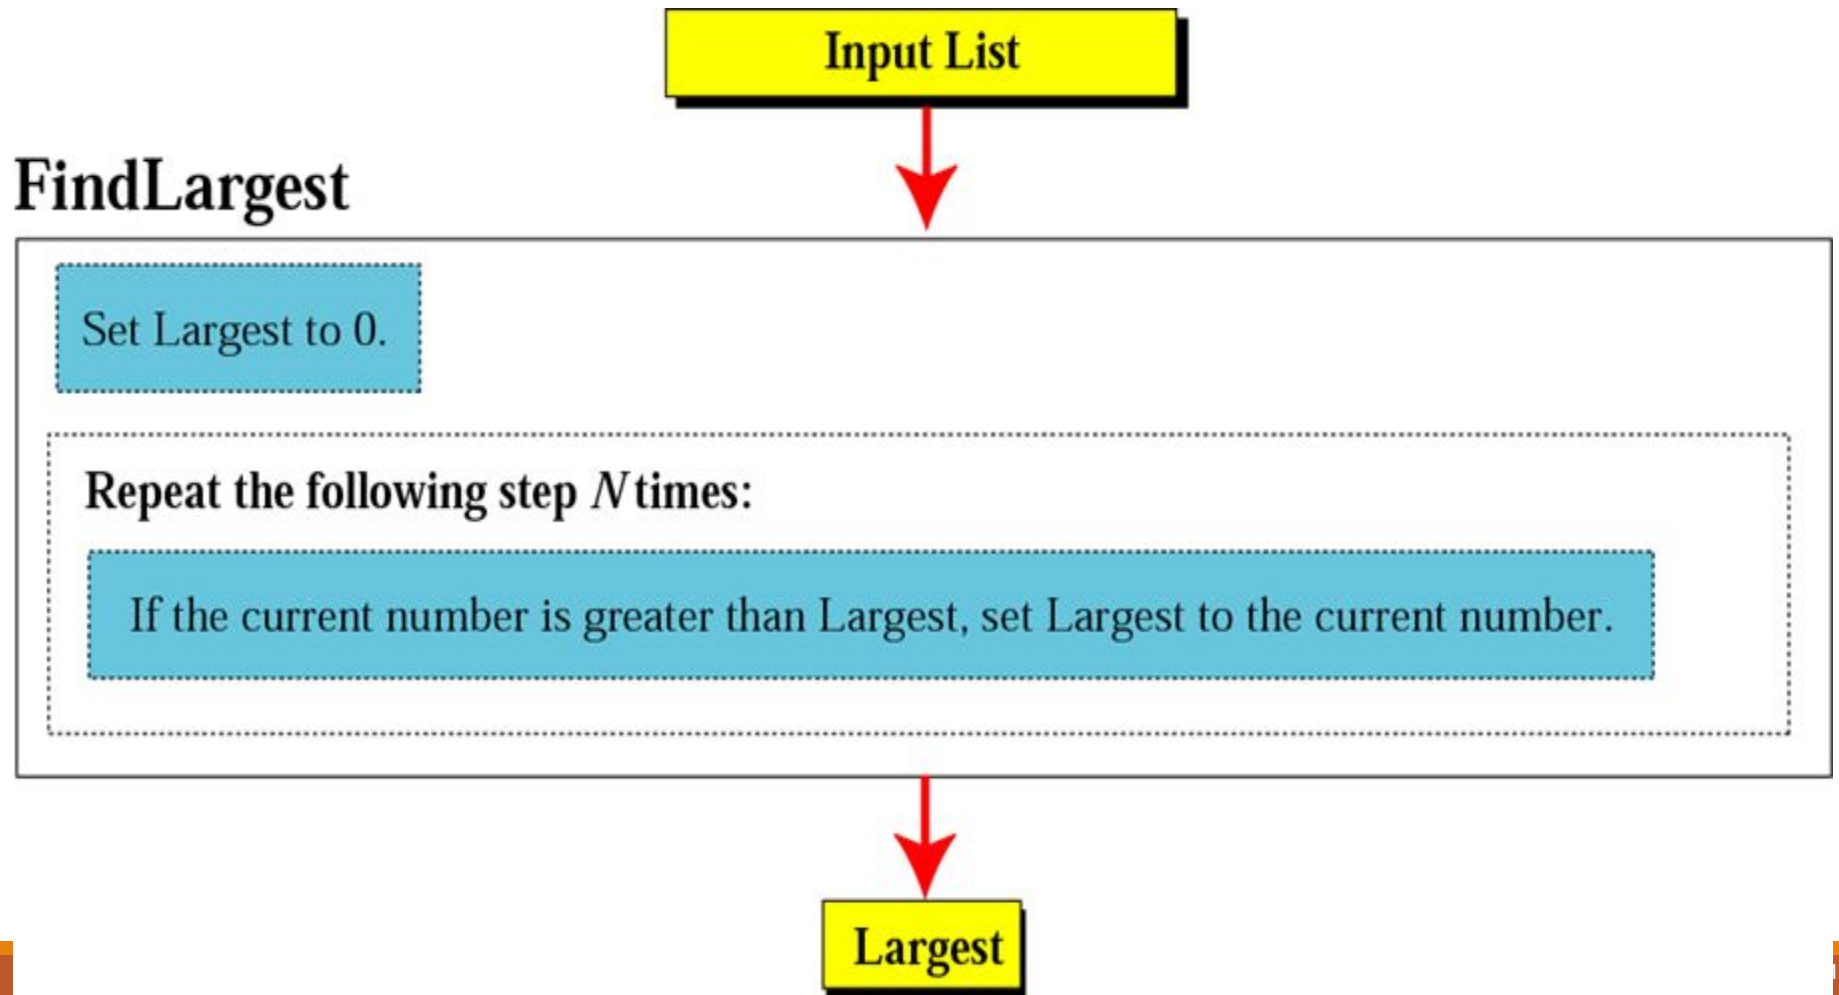 Input List
FindLargest
Set Largest to 0.
Repeat the following step N times:
If the current number is greater than Largest, set Largest to the current number.
Largest